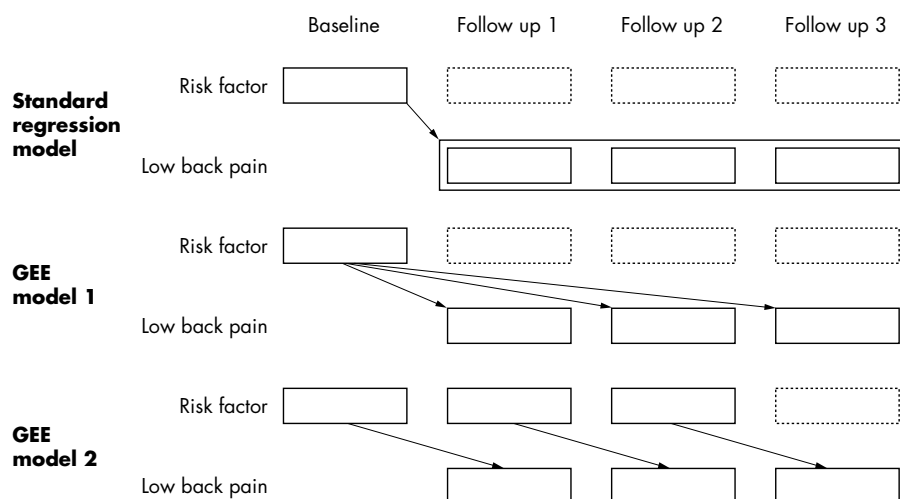 Baseline Follow up 1 Follow up 2 Follow up 3
Risk factor
Standard
regression
model
Low back pain
Risk factor
GEE
model 1
Low back pain
Risk factor
GEE
model 2
Low back pain